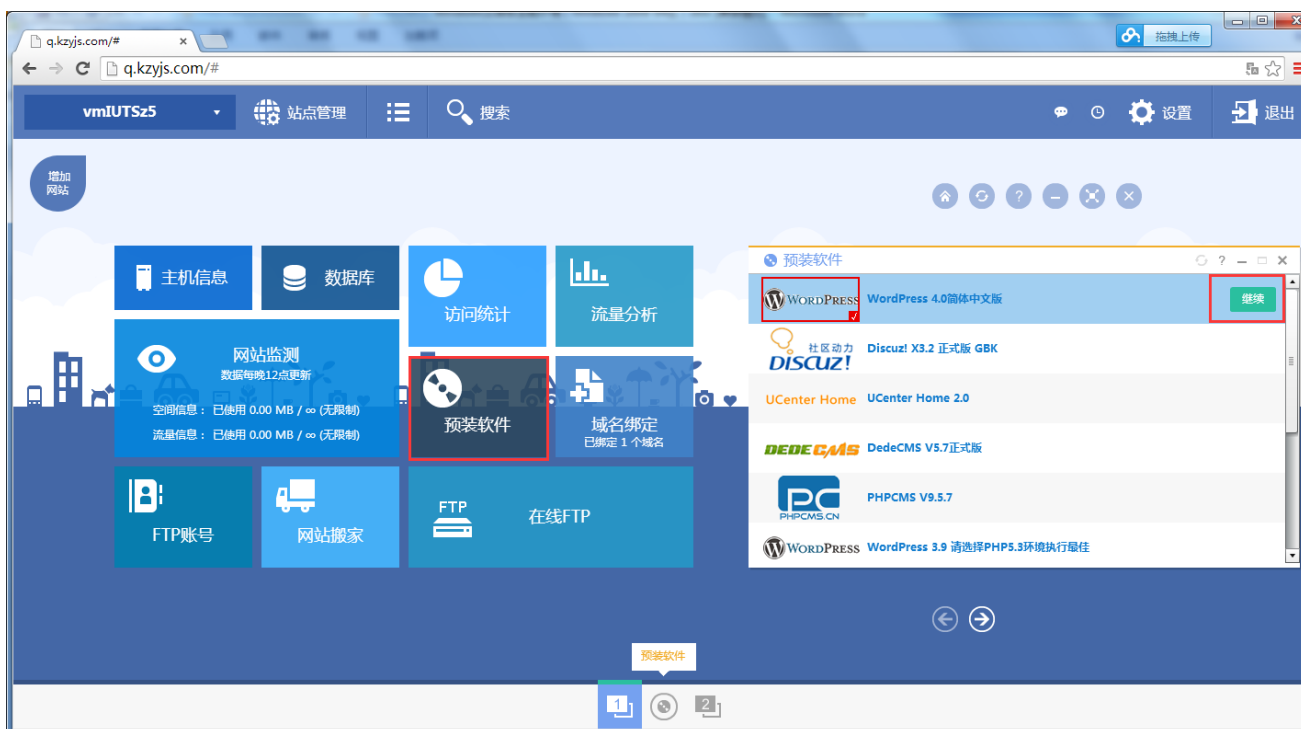 q.kzyjs.com/#
拖拽上传
q.kzyjs.com/#
vmIUTSz5
站点管理
搜索
设置
退出
增加
网站
主机信息
数据库
访问统计
流量分析
网站监测
数据每晚12点更新
空间信息： 已使用 0.00 MB / ∞ (无限制)
流量信息： 已使用 0.00 MB / ∞ (无限制)
预装软件
域名绑定
已绑定 1 个域名
FTP账号
网站搬家
FTP
在线FTP
预装软件
WORDPRESS WordPress 4.0简体中文版
继续
社区动力
DISCUZ!
Discuz! X3.2 正式版 GBK
UCenter Home UCenter Home 2.0
DEDECMS DedeCMS V5.7正式版
PC
PHPCMS.CN
PHPCMS V9.5.7
WORDPRESS WordPress 3.9 请选择PHP5.3环境执行最佳
预装软件
1
2